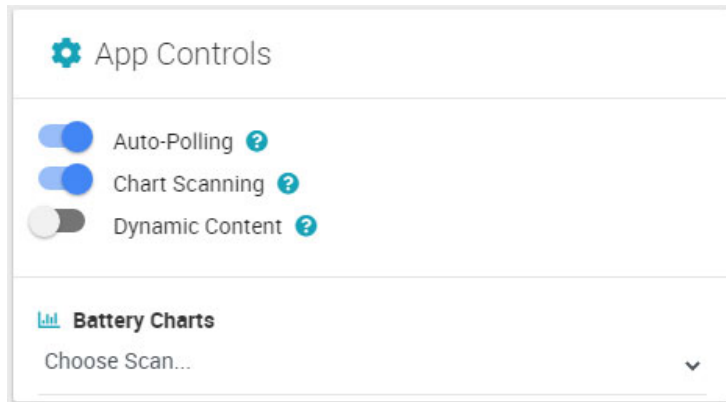 App Controls
Auto-Polling
Chart Scanning
Dynamic Content
Battery Charts
Choose Scan...